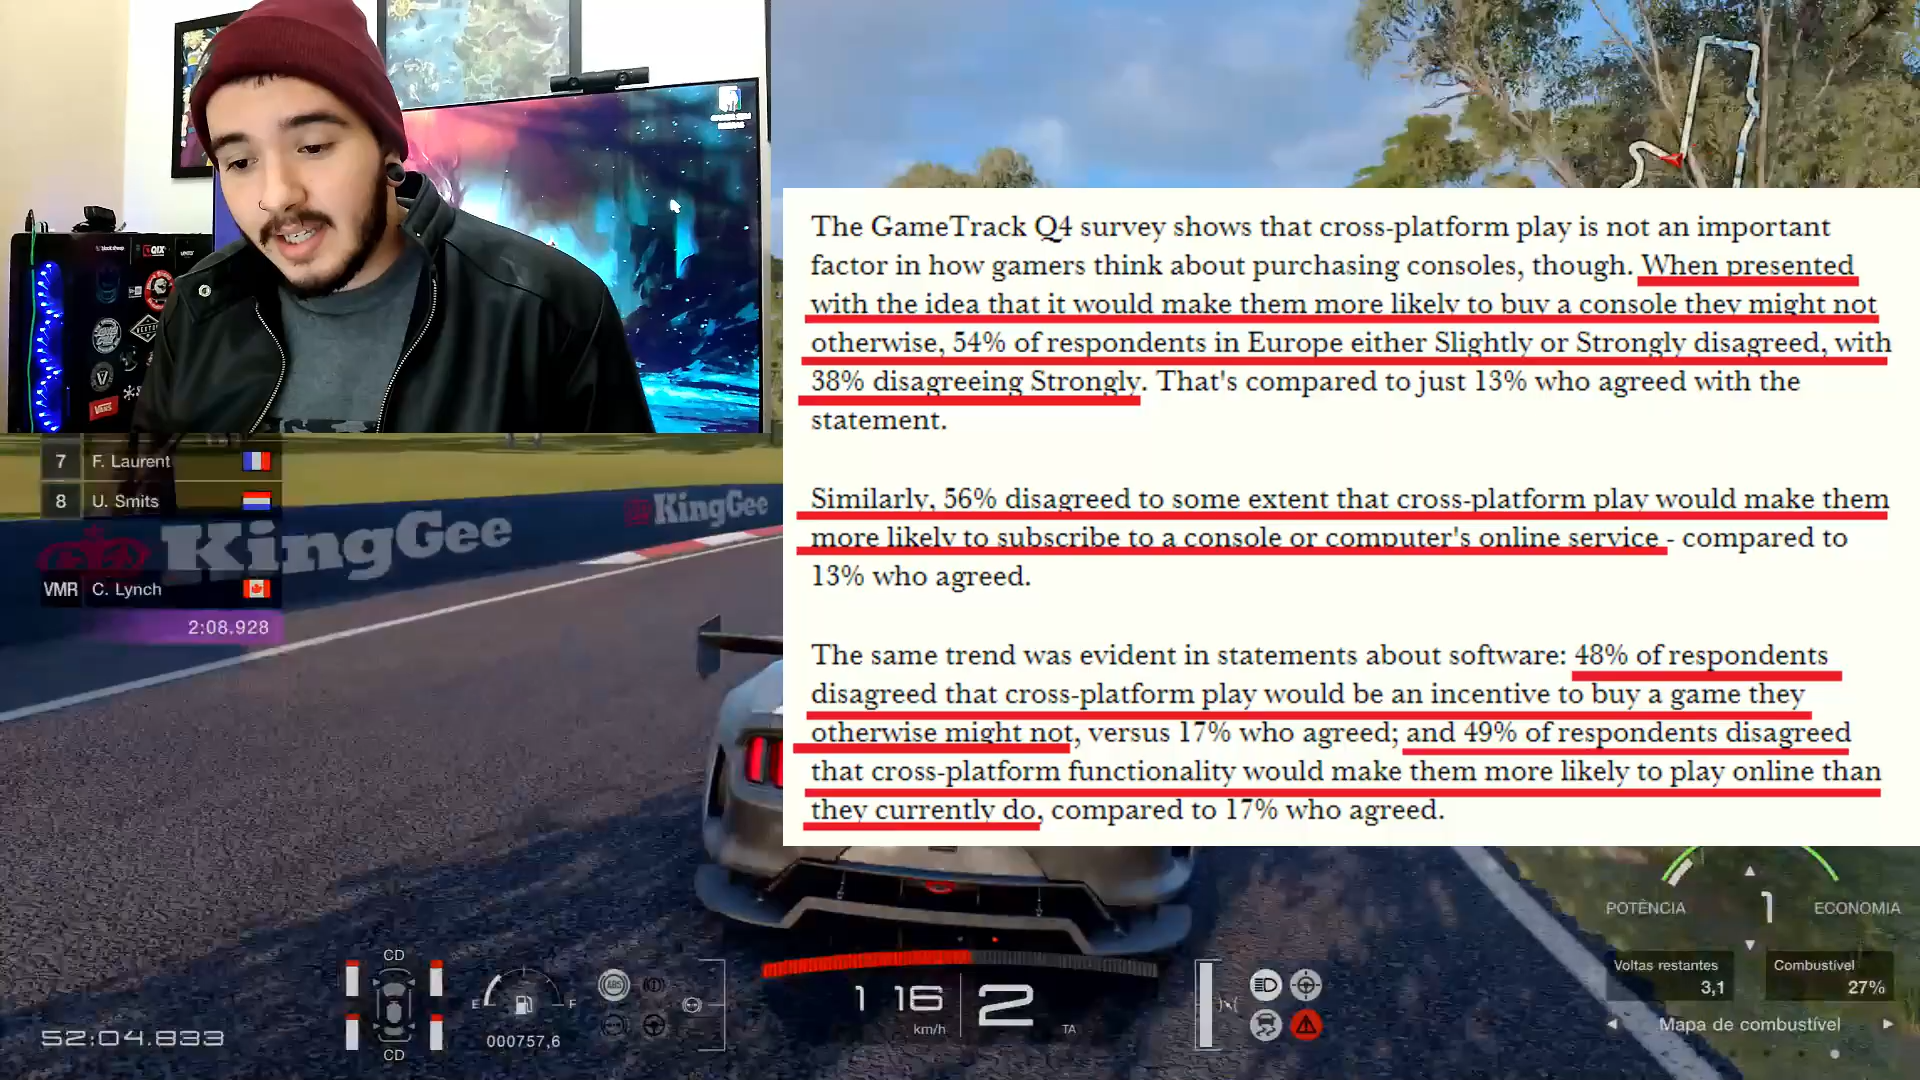 The GameTrack Q4 survey shows that cross-platform play is not an important
factor in how gamers think about purchasing consoles, though. When presented
with the idea that it would make them more likely to buy a console they might not
otherwise, 54% of respondents in Europe either Slightly or Strongly disagreed, with
38% disagreeing Strongly. That's compared to just 13% who agreed with the
statement.
Similarly, 56% disagreed to some extent that cross-platform play would make them
more likely to subscribe to a console or computer's online service - compared to
13% who agreed.
The same trend was evident in statements about software: 48% of respondents
disagreed that cross-platform play would be an incentive to buy a game they
otherwise might not, versus 17% who agreed; and 49% of respondents disagreed
that cross-platform functionality would make them more likely to play online than
they currently do, compared to 17% who agreed.
QIX
VANS
7 F. Laurent
8 U. Smits
KingGee
KingGee
VMR C. Lynch
2:08.928
CD
CD
E F
000757,6
ABS
116
km/h
2
TA
52:04.833
POTÊNCIA
1
ECONOMIA
Voltas restantes
3,1
Combustível
27%
Mapa de combustível